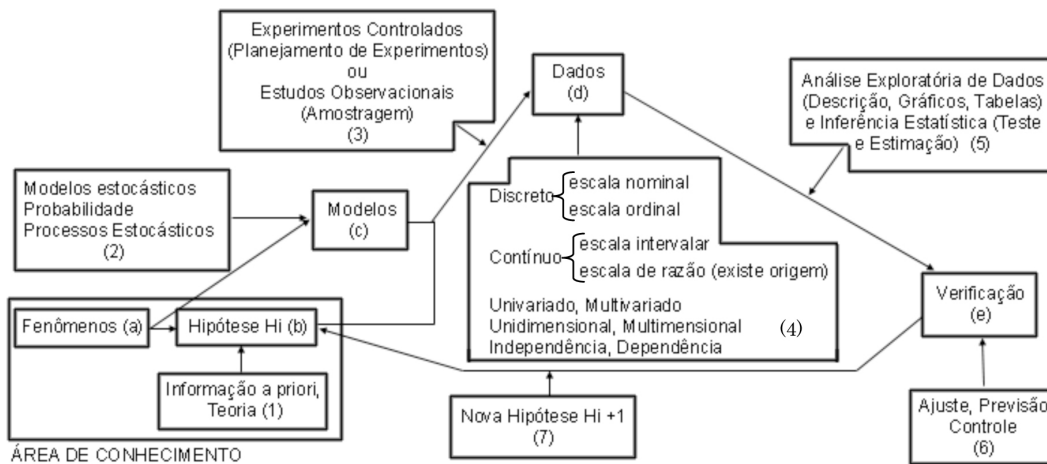 Experimentos Controlados
(Planejamento de Experimentos)
ou
Estudos Observacionais
(Amostragem)
(3)
Dados
(d)
Análise Exploratória de Dados
(Descrição, Gráficos, Tabelas)
e Inferência Estatística (Teste
e Estimação) (5)
Modelos estocásticos
Probabilidade
Processos Estocásticos
(2)
Modelos
(c)
Discreto
escala nominal
escala ordinal
Contínuo
escala intervalar
escala de razão (existe origem)
Univariado, Multivariado
Unidimensional, Multimensional
Independência, Dependência
(4)
Verificação
(e)
Fenômenos (a)
Hipótese Hi (b)
Informação a priori,
Teoria (1)
Nova Hipótese Hi +1
(7)
Ajuste, Previsão
Controle
(6)
ÁREA DE CONHECIMENTO